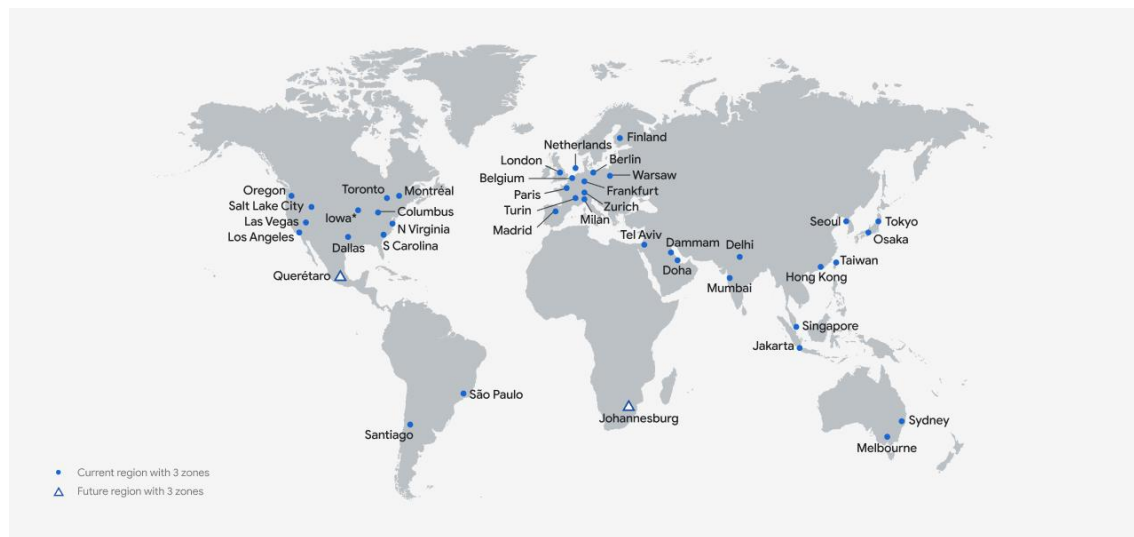 Finland
Netherlands
London
Berlin
Belgium
Warsaw
Paris
Frankfurt
Turin
Zurich
Madrid
Milan
Oregon
Toronto
Montréal
Salt Lake City
Iowa*
Columbus
Las Vegas
N Virginia
Los Angeles
Dallas
S Carolina
Querétaro
Tel Aviv
Dammam
Doha
Delhi
Mumbai
Seoul
Tokyo
Osaka
Taiwan
Hong Kong
Singapore
Jakarta
São Paulo
Santiago
Johannesburg
Sydney
Melbourne
Current region with 3 zones
Future region with 3 zones